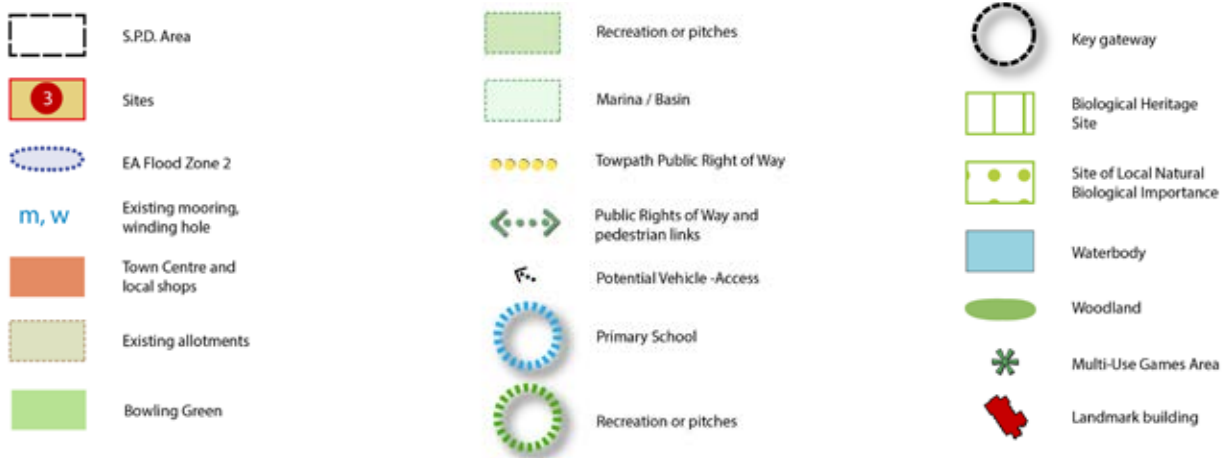 S.P.D. Area
3
Sites
EA Flood Zone 2
m, w
Existing mooring,
winding hole
Town Centre and
local shops
Existing allotments
Bowling Green
Recreation or pitches
Marina / Basin
Towpath Public Right of Way
Public Rights of Way and
pedestrian links
Potential Vehicle -Access
Primary School
Recreation or pitches
Key gateway
Biological Heritage
Site
Site of Local Natural
Biological Importance
Waterbody
Woodland
Multi-Use Games Area
Landmark building